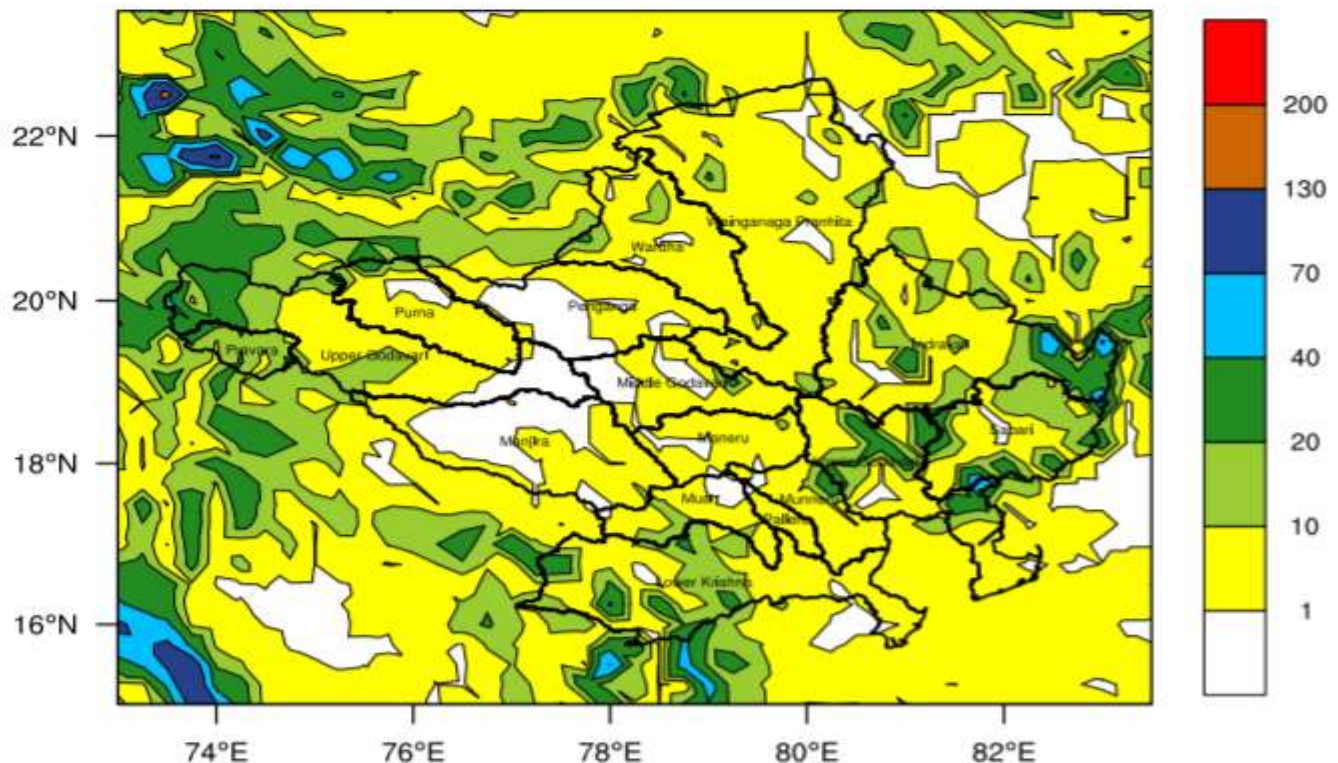 22°N
20°N
18°N
16°N
74°E
76°E
78°E
80°E
82°E
Wainganaga Pranhita
Wardha
Purna
Penganga
Pravara
Upper Godavari
Indravati
Middle Godavari
Manjira
Maneru
Sabari
Musi
Munneru
Paleru
Lower Krishna
200
130
70
40
20
10
1